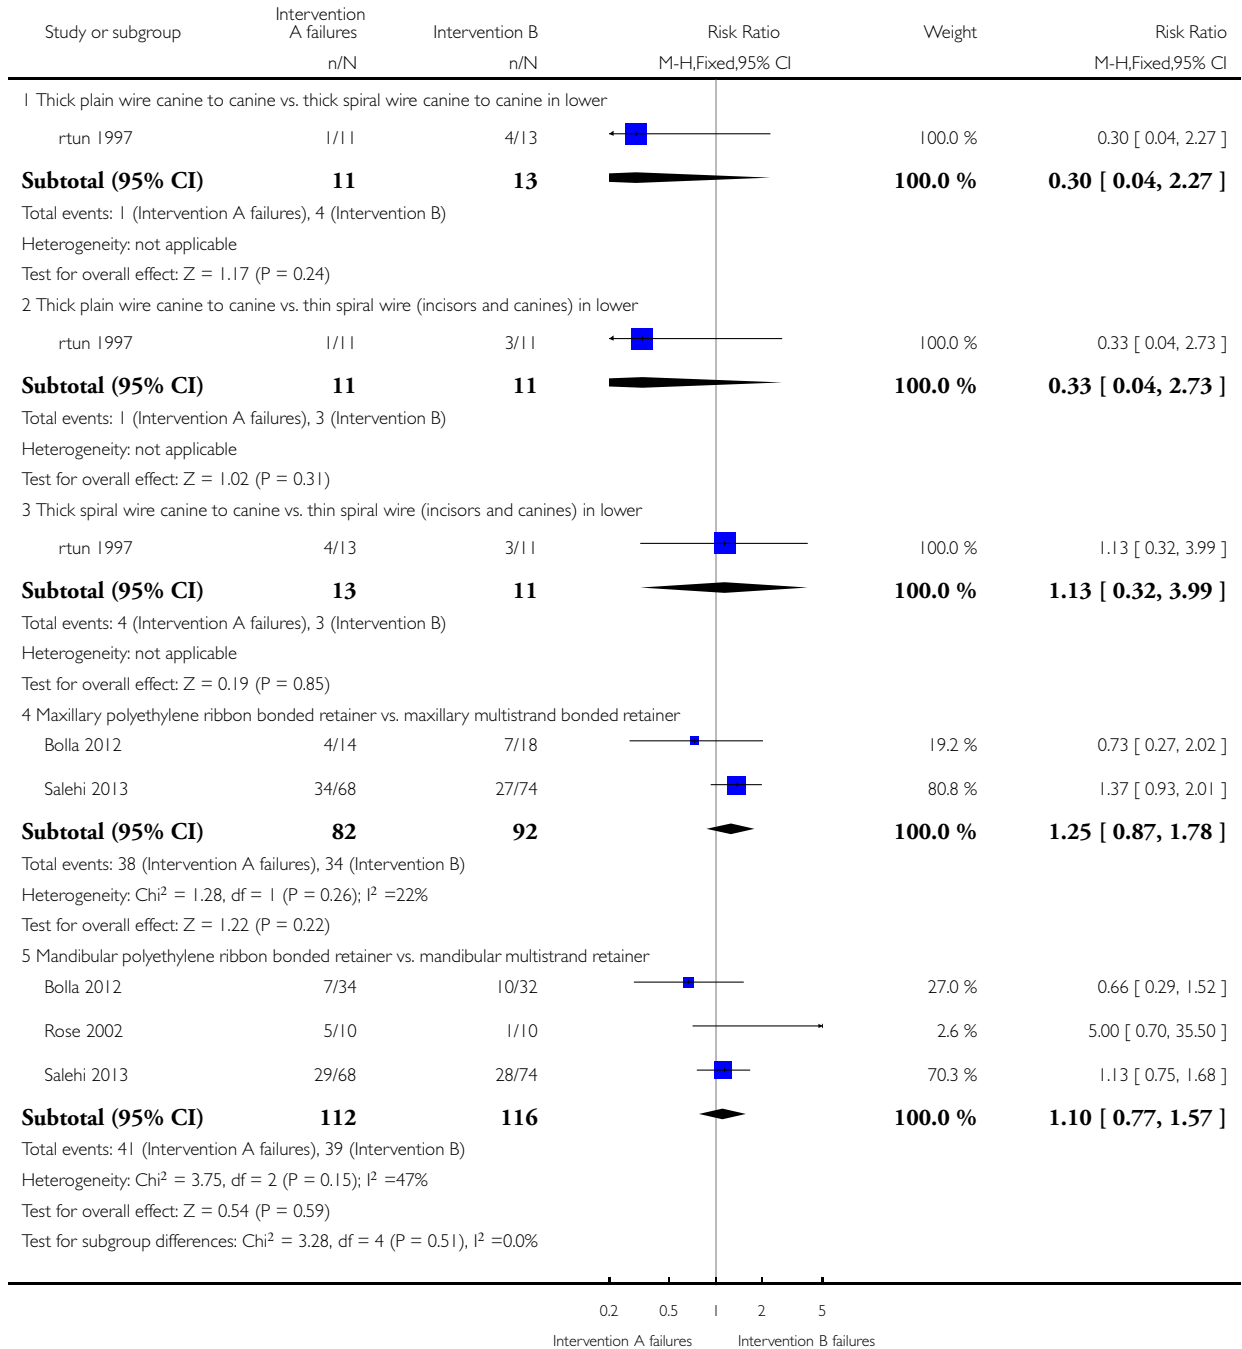 Study or subgroup Intervention A failures Intervention B Risk Ratio Weight Risk Ratio
n/N n/N M-H,Fixed,95% CI M-H,Fixed,95% CI
1 Thick plain wire canine to canine vs. thick spiral wire canine to canine in lower
rtun 1997 1/11 4/13 100.0 % 0.30 [ 0.04, 2.27 ]
Subtotal (95% CI) 11 13 100.0 % 0.30 [ 0.04, 2.27 ]
Total events: 1 (Intervention A failures), 4 (Intervention B)
Heterogeneity: not applicable
Test for overall effect: Z = 1.17 (P = 0.24)
2 Thick plain wire canine to canine vs. thin spiral wire (incisors and canines) in lower
rtun 1997 1/11 3/11 100.0 % 0.33 [ 0.04, 2.73 ]
Subtotal (95% CI) 11 11 100.0 % 0.33 [ 0.04, 2.73 ]
Total events: 1 (Intervention A failures), 3 (Intervention B)
Heterogeneity: not applicable
Test for overall effect: Z = 1.02 (P = 0.31)
3 Thick spiral wire canine to canine vs. thin spiral wire (incisors and canines) in lower
rtun 1997 4/13 3/11 100.0 % 1.13 [ 0.32, 3.99 ]
Subtotal (95% CI) 13 11 100.0 % 1.13 [ 0.32, 3.99 ]
Total events: 4 (Intervention A failures), 3 (Intervention B)
Heterogeneity: not applicable
Test for overall effect: Z = 0.19 (P = 0.85)
4 Maxillary polyethylene ribbon bonded retainer vs. maxillary multistrand bonded retainer
Bolla 2012 4/14 7/18 19.2 % 0.73 [ 0.27, 2.02 ]
Salehi 2013 34/68 27/74 80.8 % 1.37 [ 0.93, 2.01 ]
Subtotal (95% CI) 82 92 100.0 % 1.25 [ 0.87, 1.78 ]
Total events: 38 (Intervention A failures), 34 (Intervention B)
Heterogeneity: Chi² = 1.28, df = 1 (P = 0.26); I² =22%
Test for overall effect: Z = 1.22 (P = 0.22)
5 Mandibular polyethylene ribbon bonded retainer vs. mandibular multistrand retainer
Bolla 2012 7/34 10/32 27.0 % 0.66 [ 0.29, 1.52 ]
Rose 2002 5/10 1/10 2.6 % 5.00 [ 0.70, 35.50 ]
Salehi 2013 29/68 28/74 70.3 % 1.13 [ 0.75, 1.68 ]
Subtotal (95% CI) 112 116 100.0 % 1.10 [ 0.77, 1.57 ]
Total events: 41 (Intervention A failures), 39 (Intervention B)
Heterogeneity: Chi² = 3.75, df = 2 (P = 0.15); I² =47%
Test for overall effect: Z = 0.54 (P = 0.59)
Test for subgroup differences: Chi² = 3.28, df = 4 (P = 0.51), I² =0.0%
0.2 0.5 1 2 5
Intervention A failures Intervention B failures